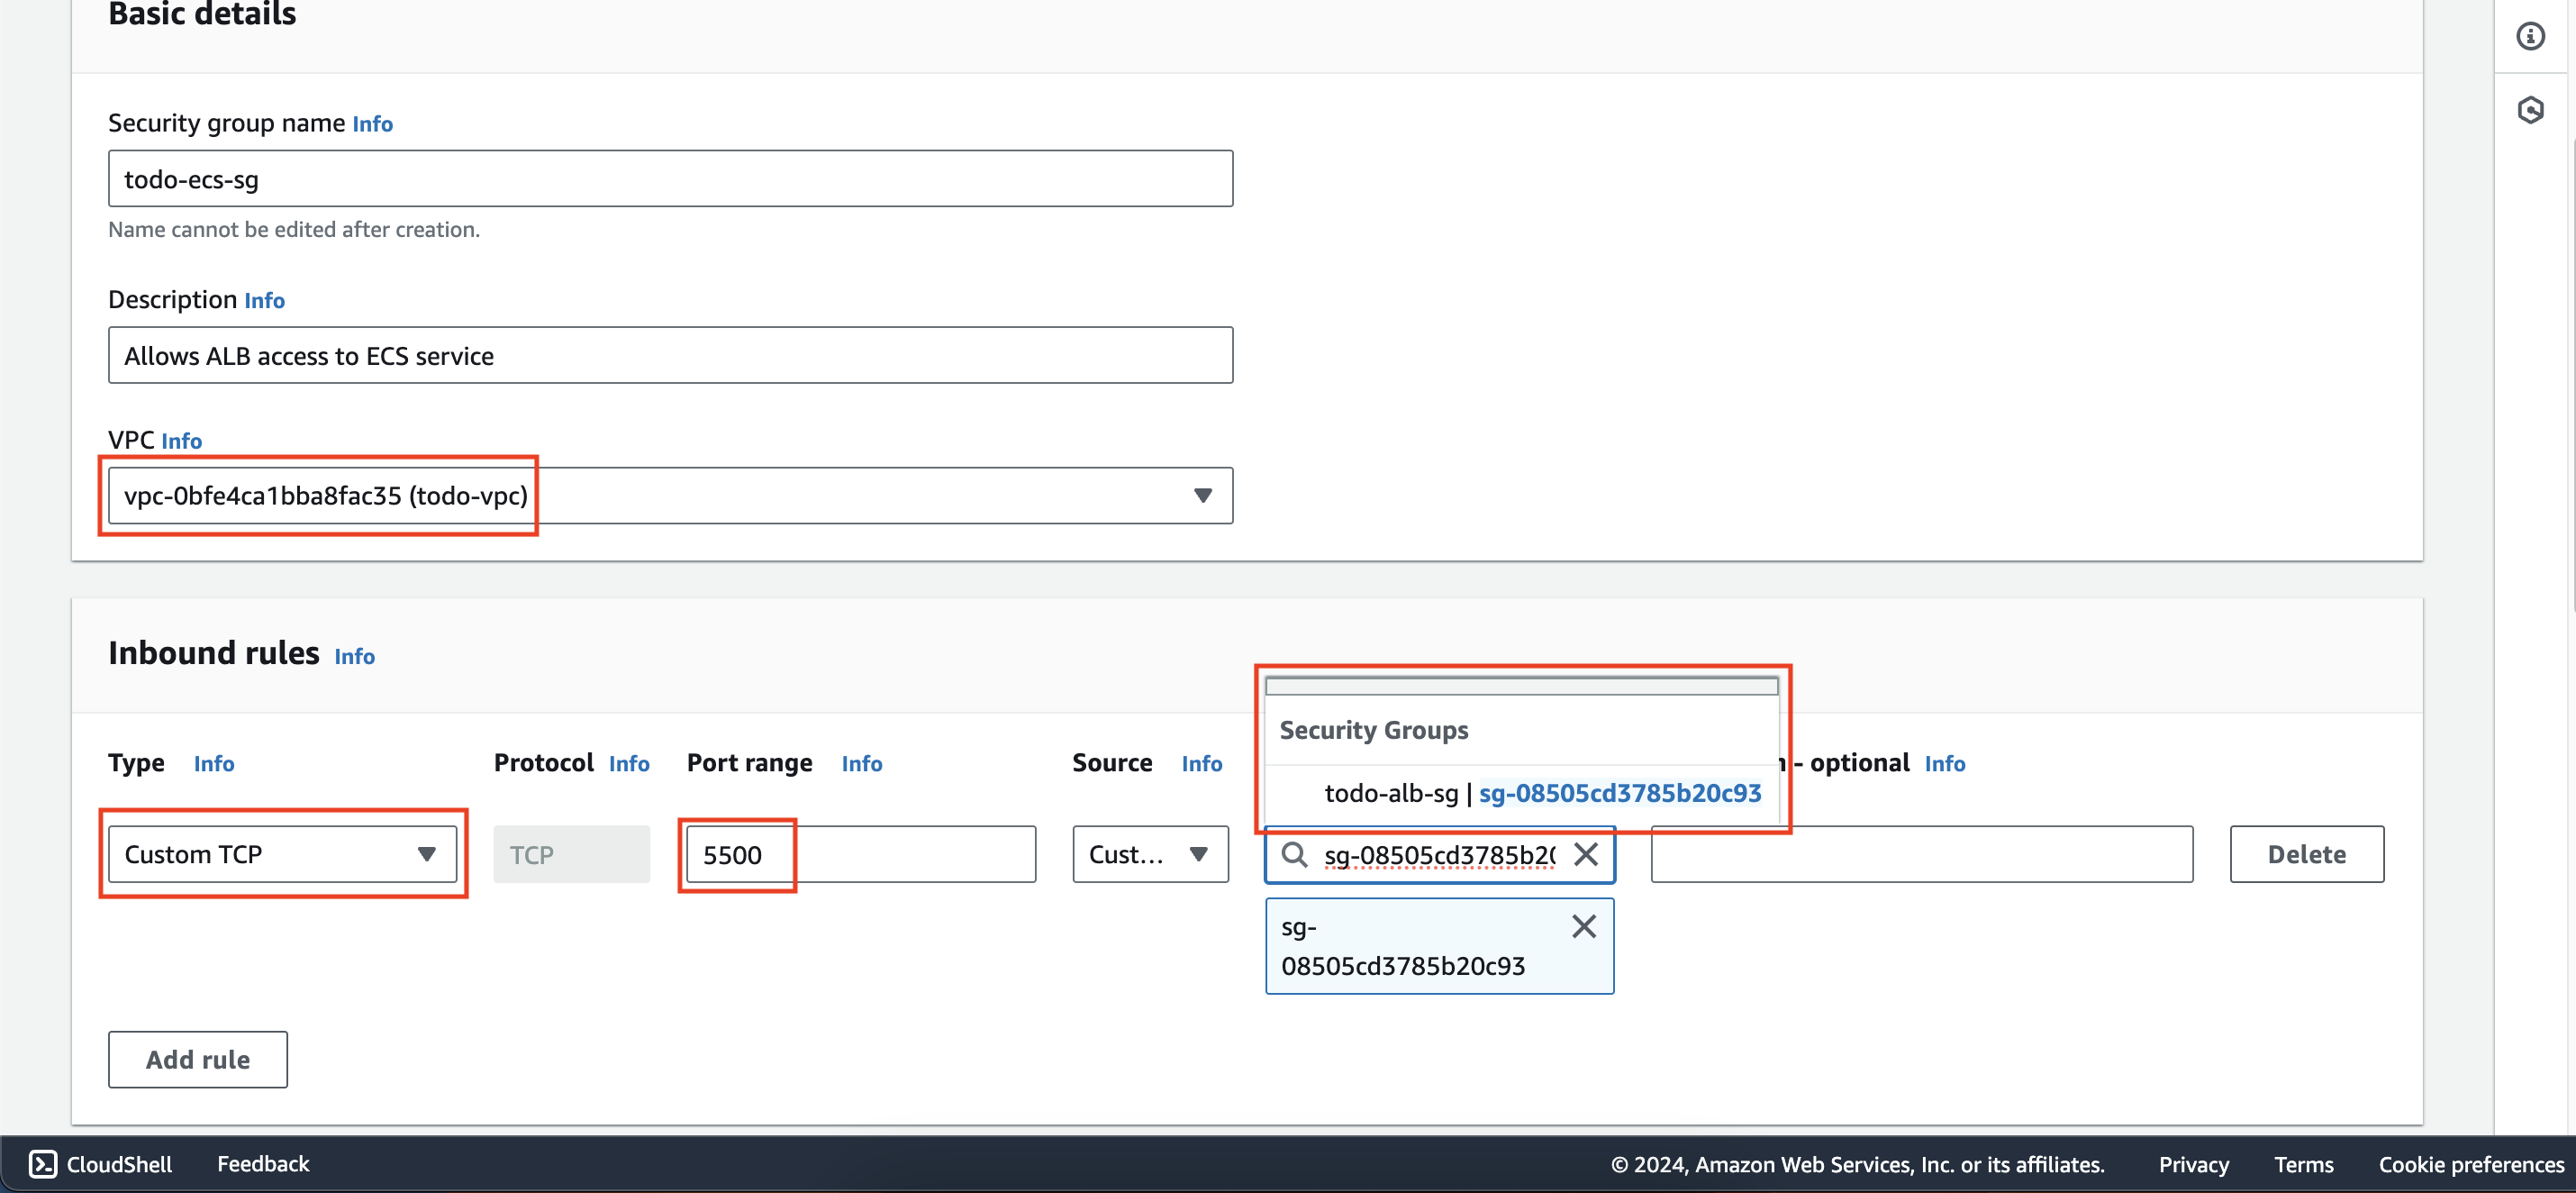 Basic details
Security group name Info
todo-ecs-sg
Name cannot be edited after creation.
Description Info
Allows ALB access to ECS service
VPC Info
vpc-0bfe4ca1bba8fac35 (todo-vpc)
Inbound rules Info
Security Groups
todo-alb-sg | sg-08505cd3785b20c93
Type Info Protocol Info Port range Info Source Info - optional Info
Custom TCP TCP 5500 Cust... sg-08505cd3785b20 Delete
sg-
08505cd3785b20c93
Add rule
CloudShell Feedback © 2024, Amazon Web Services, Inc. or its affiliates. Privacy Terms Cookie preferences